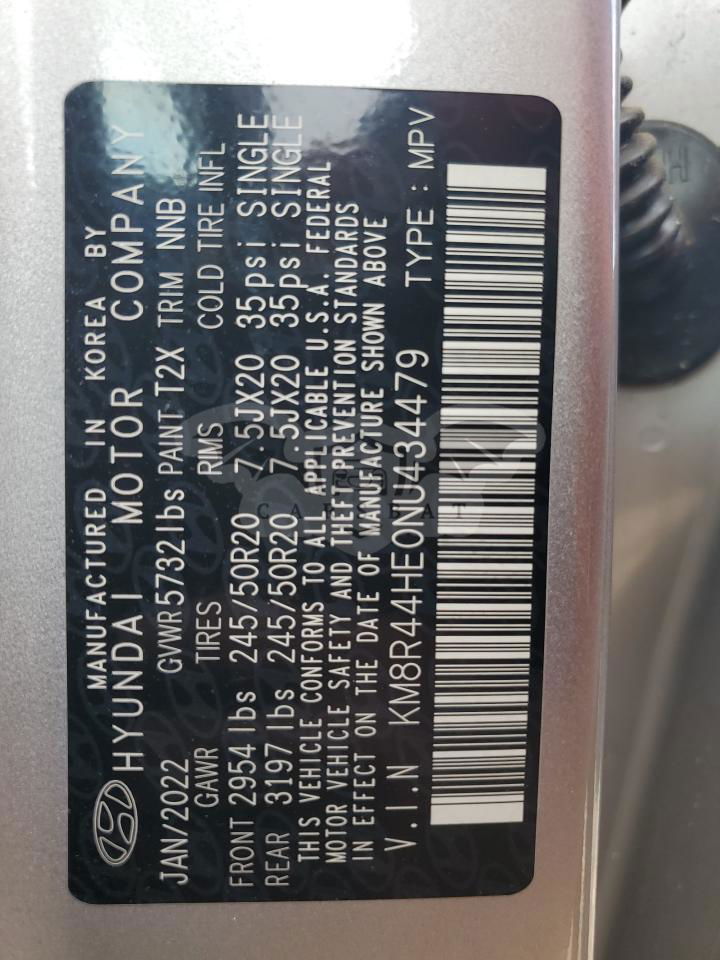 MANUFACTURED IN KOREA BY
HYUNDAI MOTOR COMPANY
JAN/2022 GVWR 5732 lbs PAINT T2X TRIM NNB
GAWR TIRES RIMS COLD TIRE INFL
FRONT 2954 lbs 245/50R20 7.5JX20 35psi SINGLE
REAR 3197 lbs 245/50R20 7.5JX20 35psi SINGLE
THIS VEHICLE CONFORMS TO ALL APPLICABLE U.S.A. FEDERAL
MOTOR VEHICLE SAFETY AND THEFT PREVENTION STANDARDS
IN EFFECT ON THE DATE OF MANUFACTURE SHOWN ABOVE
V.I.N KM8R44HE0NU434479 TYPE : MPV